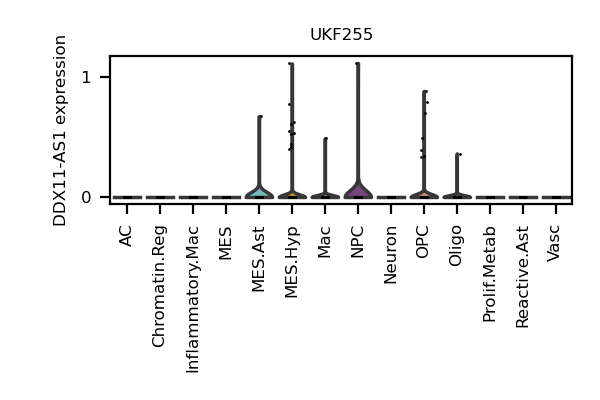 UKF255
DDX11-AS1 expression
1
0
AC
Chromatin.Reg
Inflammatory.Mac
MES
MES.Ast
MES.Hyp
Mac
NPC
Neuron
OPC
Oligo
Prolif.Metab
Reactive.Ast
Vasc